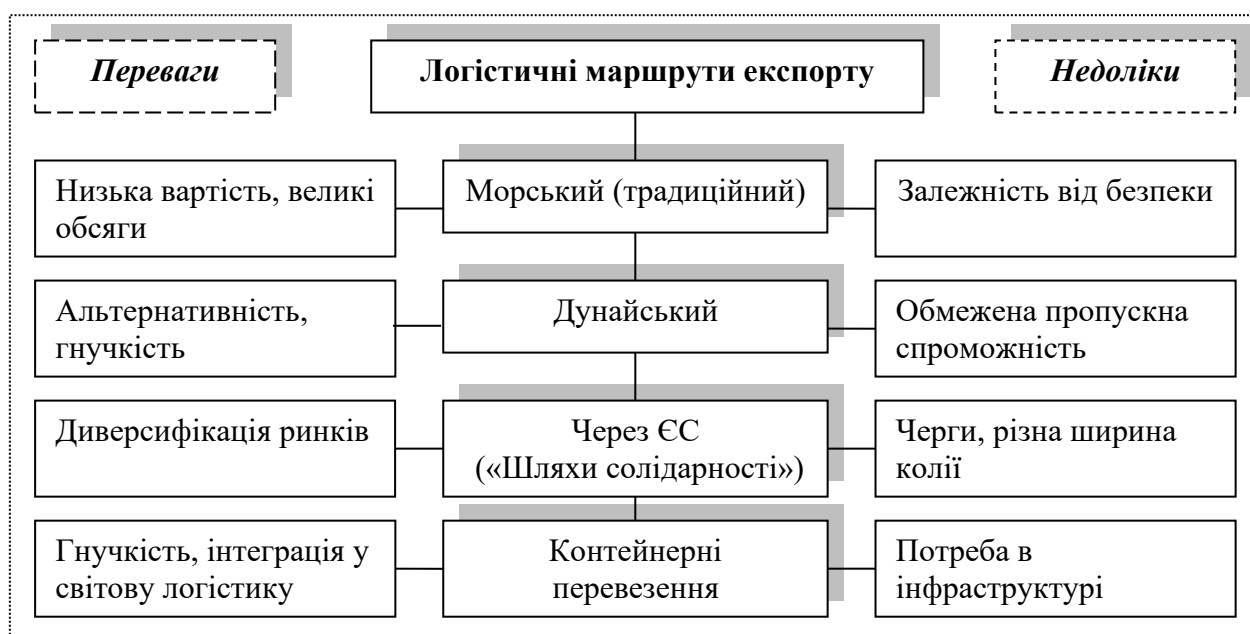 Переваги
Логістичні маршрути експорту
Недоліки
Низька вартість, великі
обсяги
Морський (традиційний)
Залежність від безпеки
Альтернативність,
гнучкість
Дунайський
Обмежена пропускна
спроможність
Диверсифікація ринків
Через ЄС
(«Шляхи солідарності»)
Черги, різна ширина
колії
Гнучкість, інтеграція у
світову логістику
Контейнерні
перевезення
Потреба в
інфраструктурі